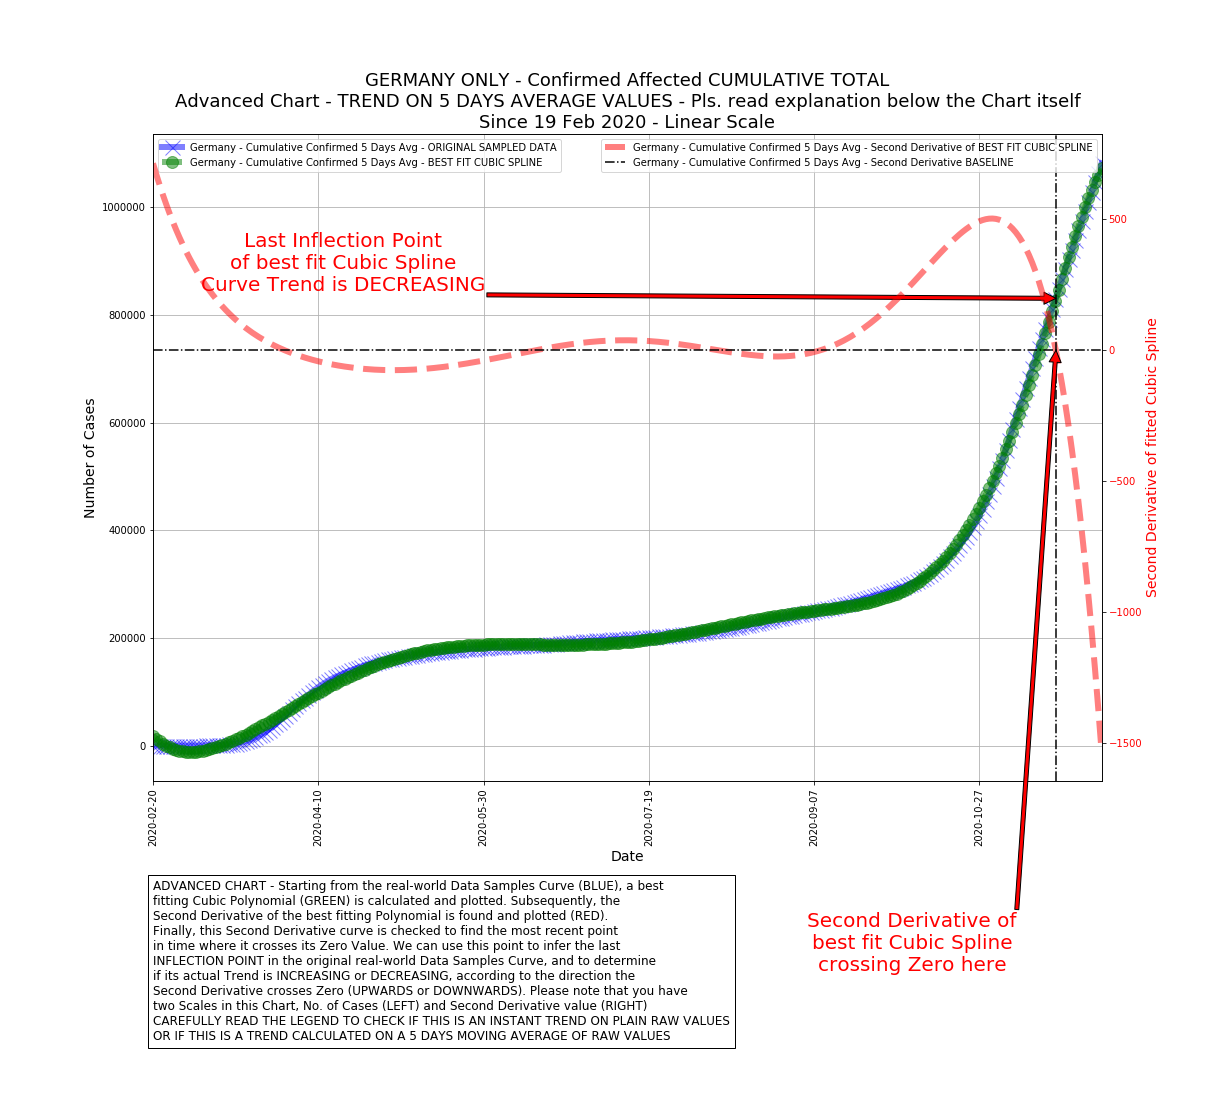 GERMANY ONLY - Confirmed Affected CUMULATIVE TOTAL
Advanced Chart - TREND ON 5 DAYS AVERAGE VALUES - Pls. read explanation below the Chart itself
Since 19 Feb 2020 - Linear Scale
Germany - Cumulative Confirmed 5 Days Avg - ORIGINAL SAMPLED DATA
Germany - Cumulative Confirmed 5 Days Avg - BEST FIT CUBIC SPLINE
Germany - Cumulative Confirmed 5 Days Avg - Second Derivative of BEST FIT CUBIC SPLINE
Germany - Cumulative Confirmed 5 Days Avg - Second Derivative BASELINE
Last Inflection Point
of best fit Cubic Spline
Curve Trend is DECREASING
Number of Cases
1000000
800000
600000
400000
200000
0
500
0
−500
−1000
−1500
Second Derivative of fitted Cubic Spline
2020-02-20
2020-04-10
2020-05-30
2020-07-19
2020-09-07
2020-10-27
Date
ADVANCED CHART - Starting from the real-world Data Samples Curve (BLUE), a best
fitting Cubic Polynomial (GREEN) is calculated and plotted. Subsequently, the
Second Derivative of the best fitting Polynomial is found and plotted (RED).
Finally, this Second Derivative curve is checked to find the most recent point
in time where it crosses its Zero Value. We can use this point to infer the last
INFLECTION POINT in the original real-world Data Samples Curve, and to determine
if its actual Trend is INCREASING or DECREASING, according to the direction the
Second Derivative crosses Zero (UPWARDS or DOWNWARDS). Please note that you have
two Scales in this Chart, No. of Cases (LEFT) and Second Derivative value (RIGHT)
CAREFULLY READ THE LEGEND TO CHECK IF THIS IS AN INSTANT TREND ON PLAIN RAW VALUES
OR IF THIS IS A TREND CALCULATED ON A 5 DAYS MOVING AVERAGE OF RAW VALUES
Second Derivative of
best fit Cubic Spline
crossing Zero here